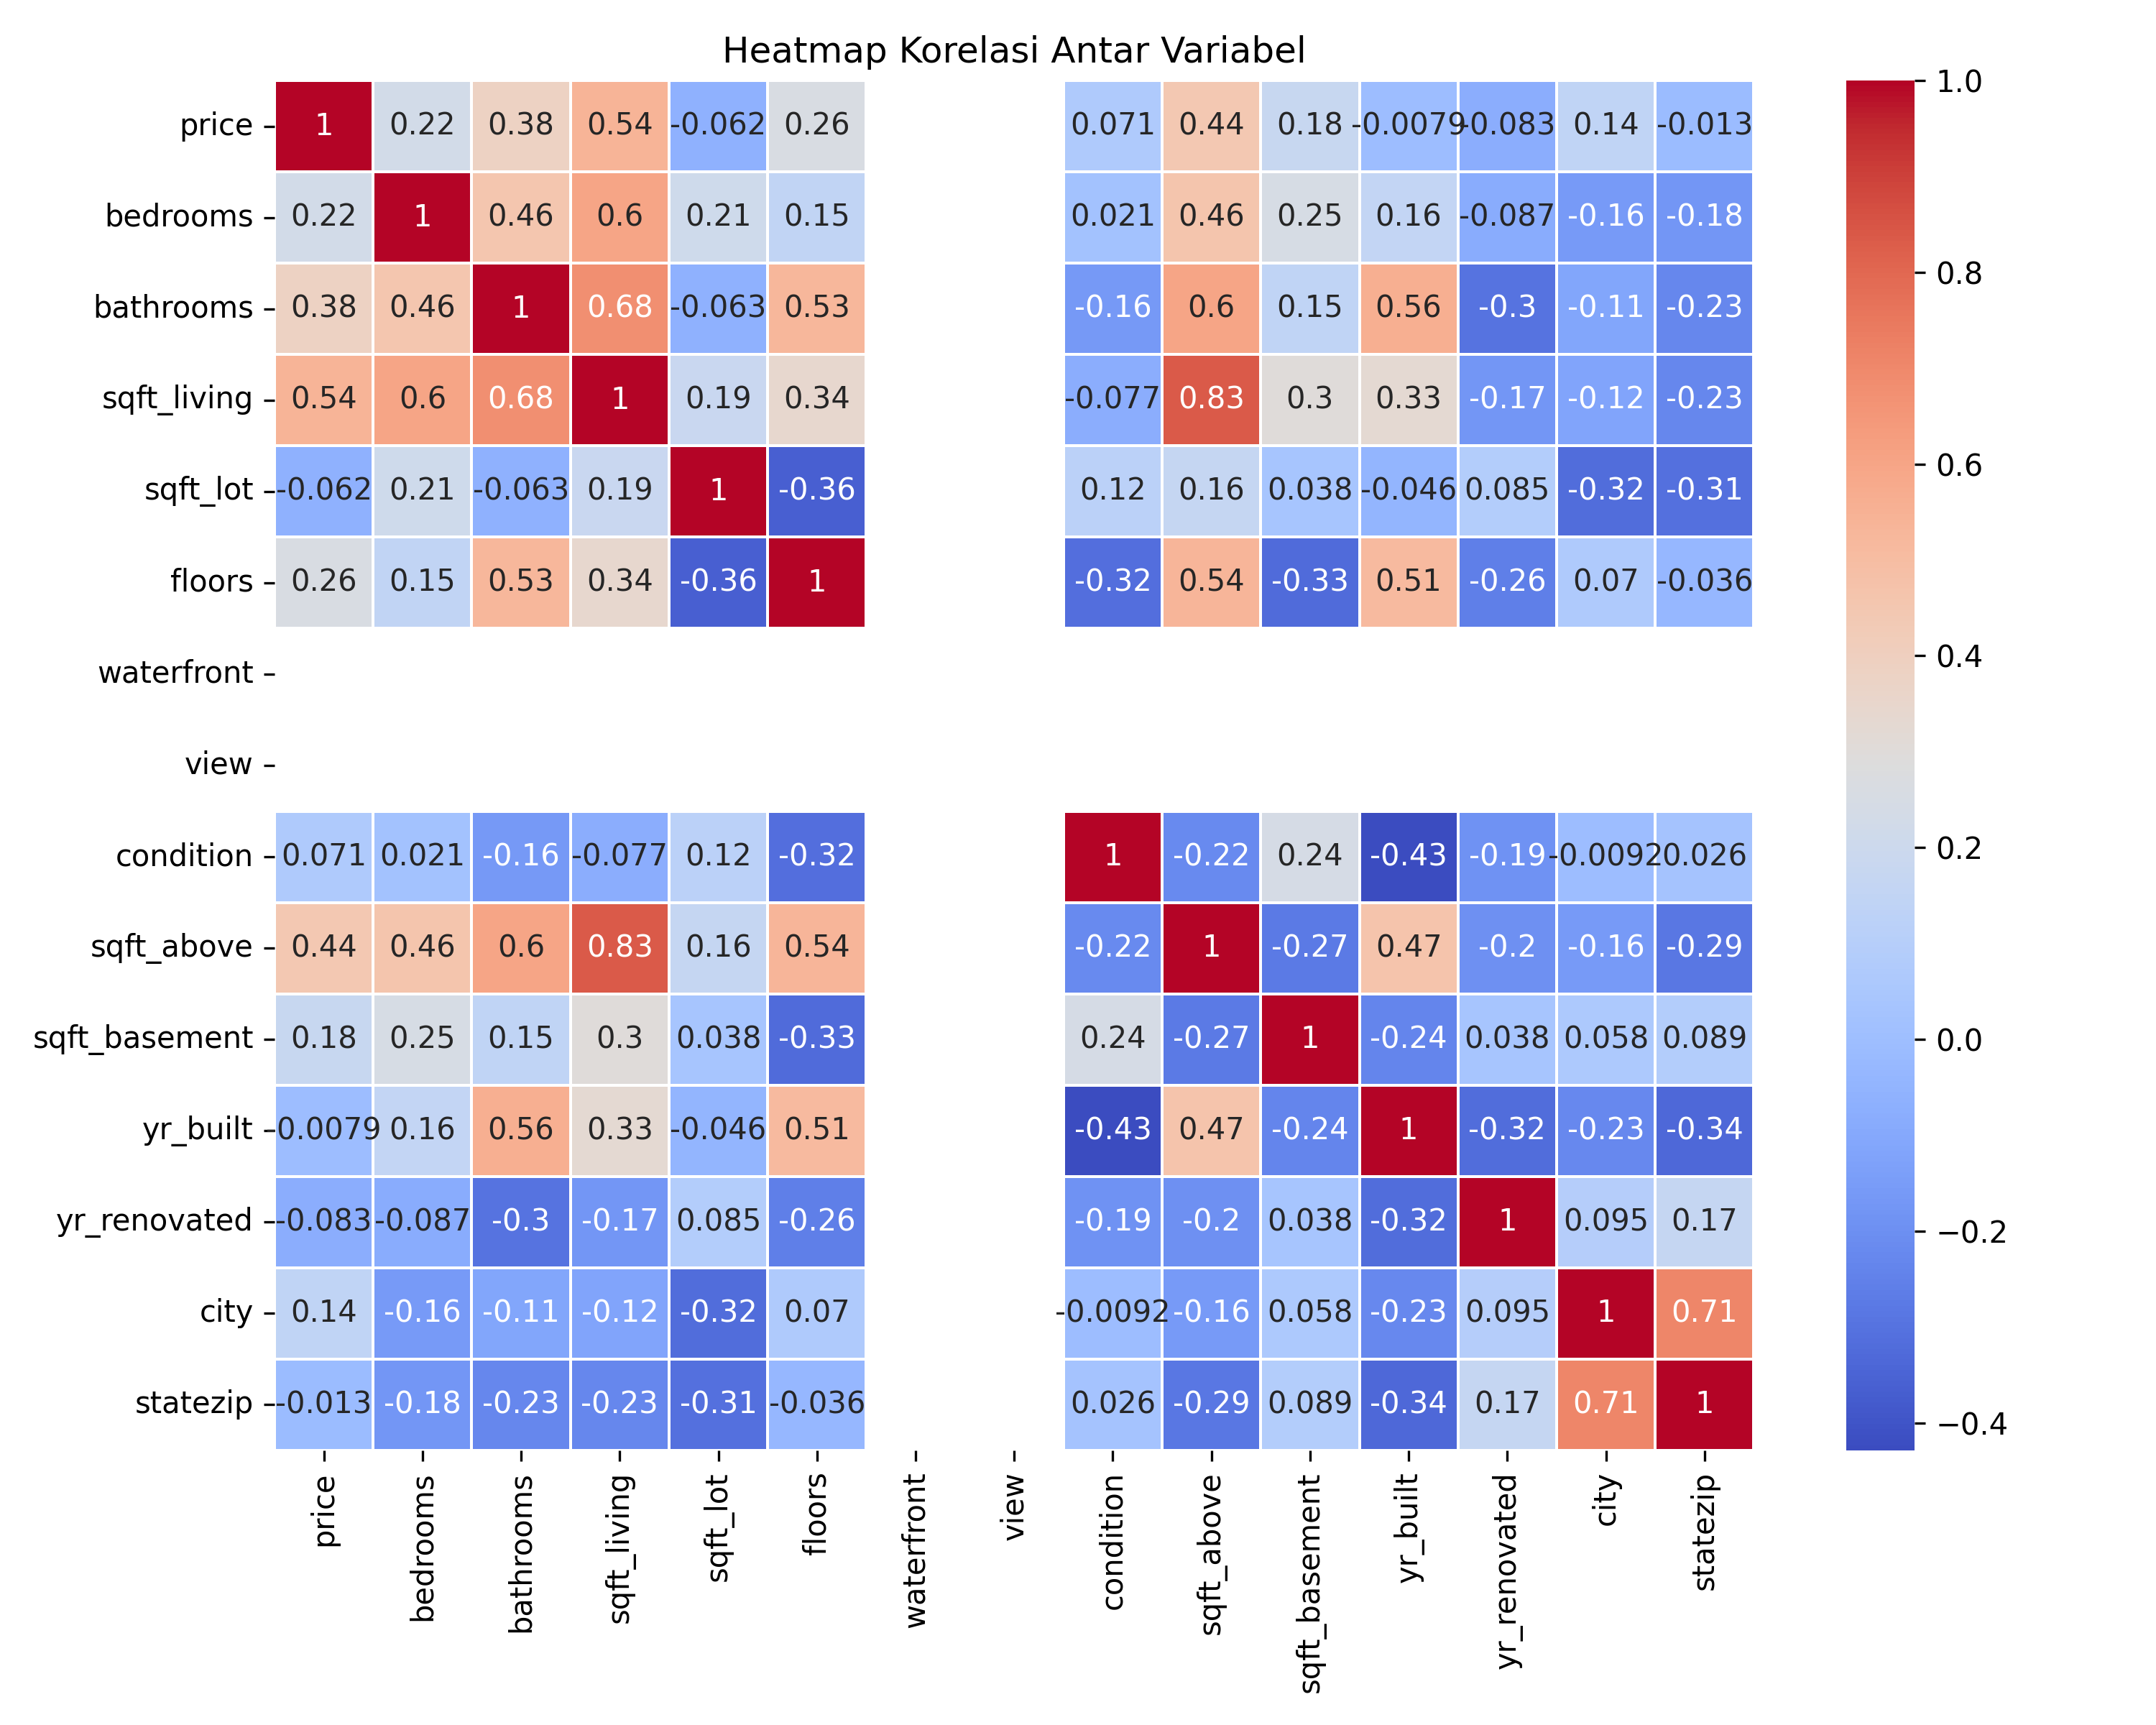 Heatmap Korelasi Antar Variabel
price 1 0.22 0.38 0.54 -0.062 0.26 0.071 0.44 0.18 -0.0079 -0.083 0.14 -0.013
bedrooms 0.22 1 0.46 0.6 0.21 0.15 0.021 0.46 0.25 0.16 -0.087 -0.16 -0.18
bathrooms 0.38 0.46 1 0.68 -0.063 0.53 -0.16 0.6 0.15 0.56 -0.3 -0.11 -0.23
sqft_living 0.54 0.6 0.68 1 0.19 0.34 -0.077 0.83 0.3 0.33 -0.17 -0.12 -0.23
sqft_lot -0.062 0.21 -0.063 0.19 1 -0.36 0.12 0.16 0.038 -0.046 0.085 -0.32 -0.31
floors 0.26 0.15 0.53 0.34 -0.36 1 -0.32 0.54 -0.33 0.51 -0.26 0.07 -0.036
waterfront
view
condition 0.071 0.021 -0.16 -0.077 0.12 -0.32 1 -0.22 0.24 -0.43 -0.19 -0.0092 0.026
sqft_above 0.44 0.46 0.6 0.83 0.16 0.54 -0.22 1 -0.27 0.47 -0.2 -0.16 -0.29
sqft_basement 0.18 0.25 0.15 0.3 0.038 -0.33 0.24 -0.27 1 -0.24 0.038 0.058 0.089
yr_built -0.0079 0.16 0.56 0.33 -0.046 0.51 -0.43 0.47 -0.24 1 -0.32 -0.23 -0.34
yr_renovated -0.083 -0.087 -0.3 -0.17 0.085 -0.26 -0.19 -0.2 0.038 -0.32 1 0.095 0.17
city 0.14 -0.16 -0.11 -0.12 -0.32 0.07 -0.0092 -0.16 0.058 -0.23 0.095 1 0.71
statezip -0.013 -0.18 -0.23 -0.23 -0.31 -0.036 0.026 -0.29 0.089 -0.34 0.17 0.71 1
price bedrooms bathrooms sqft_living sqft_lot floors waterfront view condition sqft_above sqft_basement yr_built yr_renovated city statezip
1.0
0.8
0.6
0.4
0.2
0.0
−0.2
−0.4